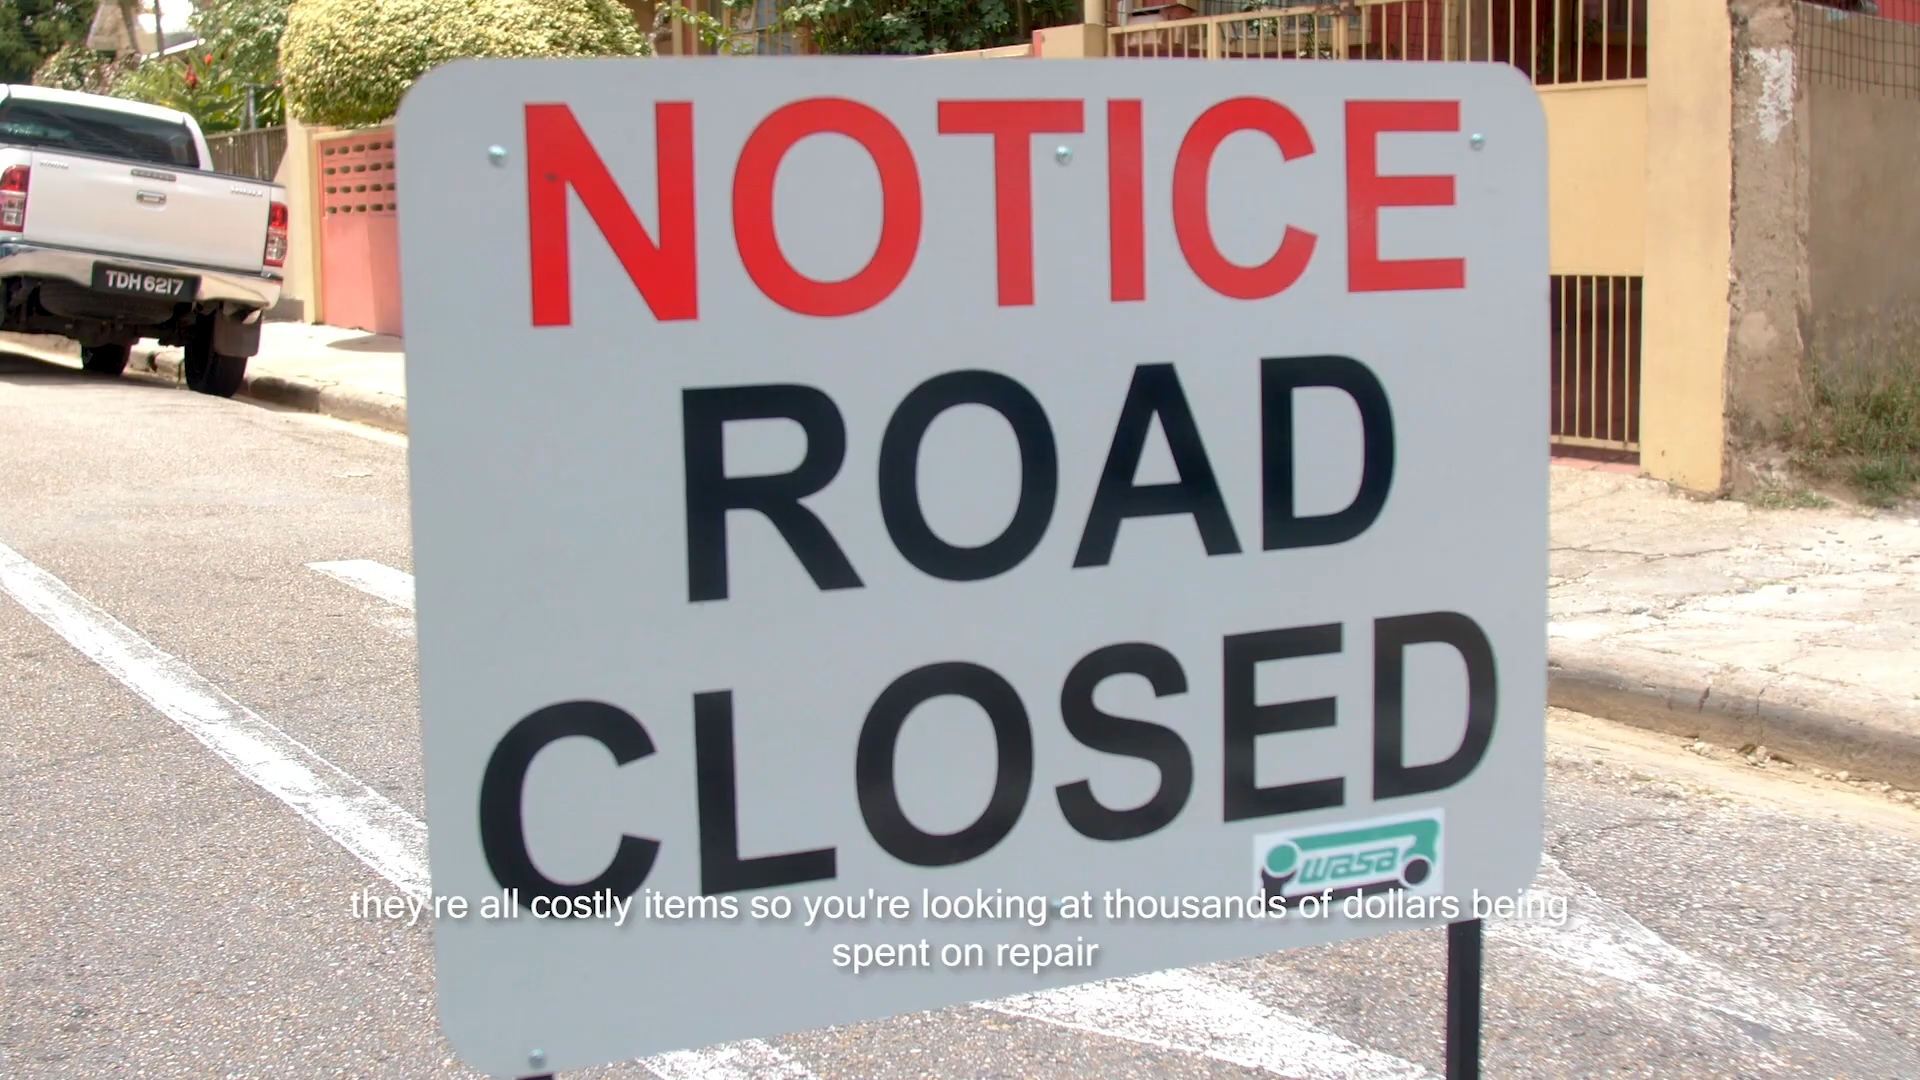 NOTICE
ROAD
CLOSED
wasa
TDH 6217
they're all costly items so you're looking at thousands of dollars being
spent on repair